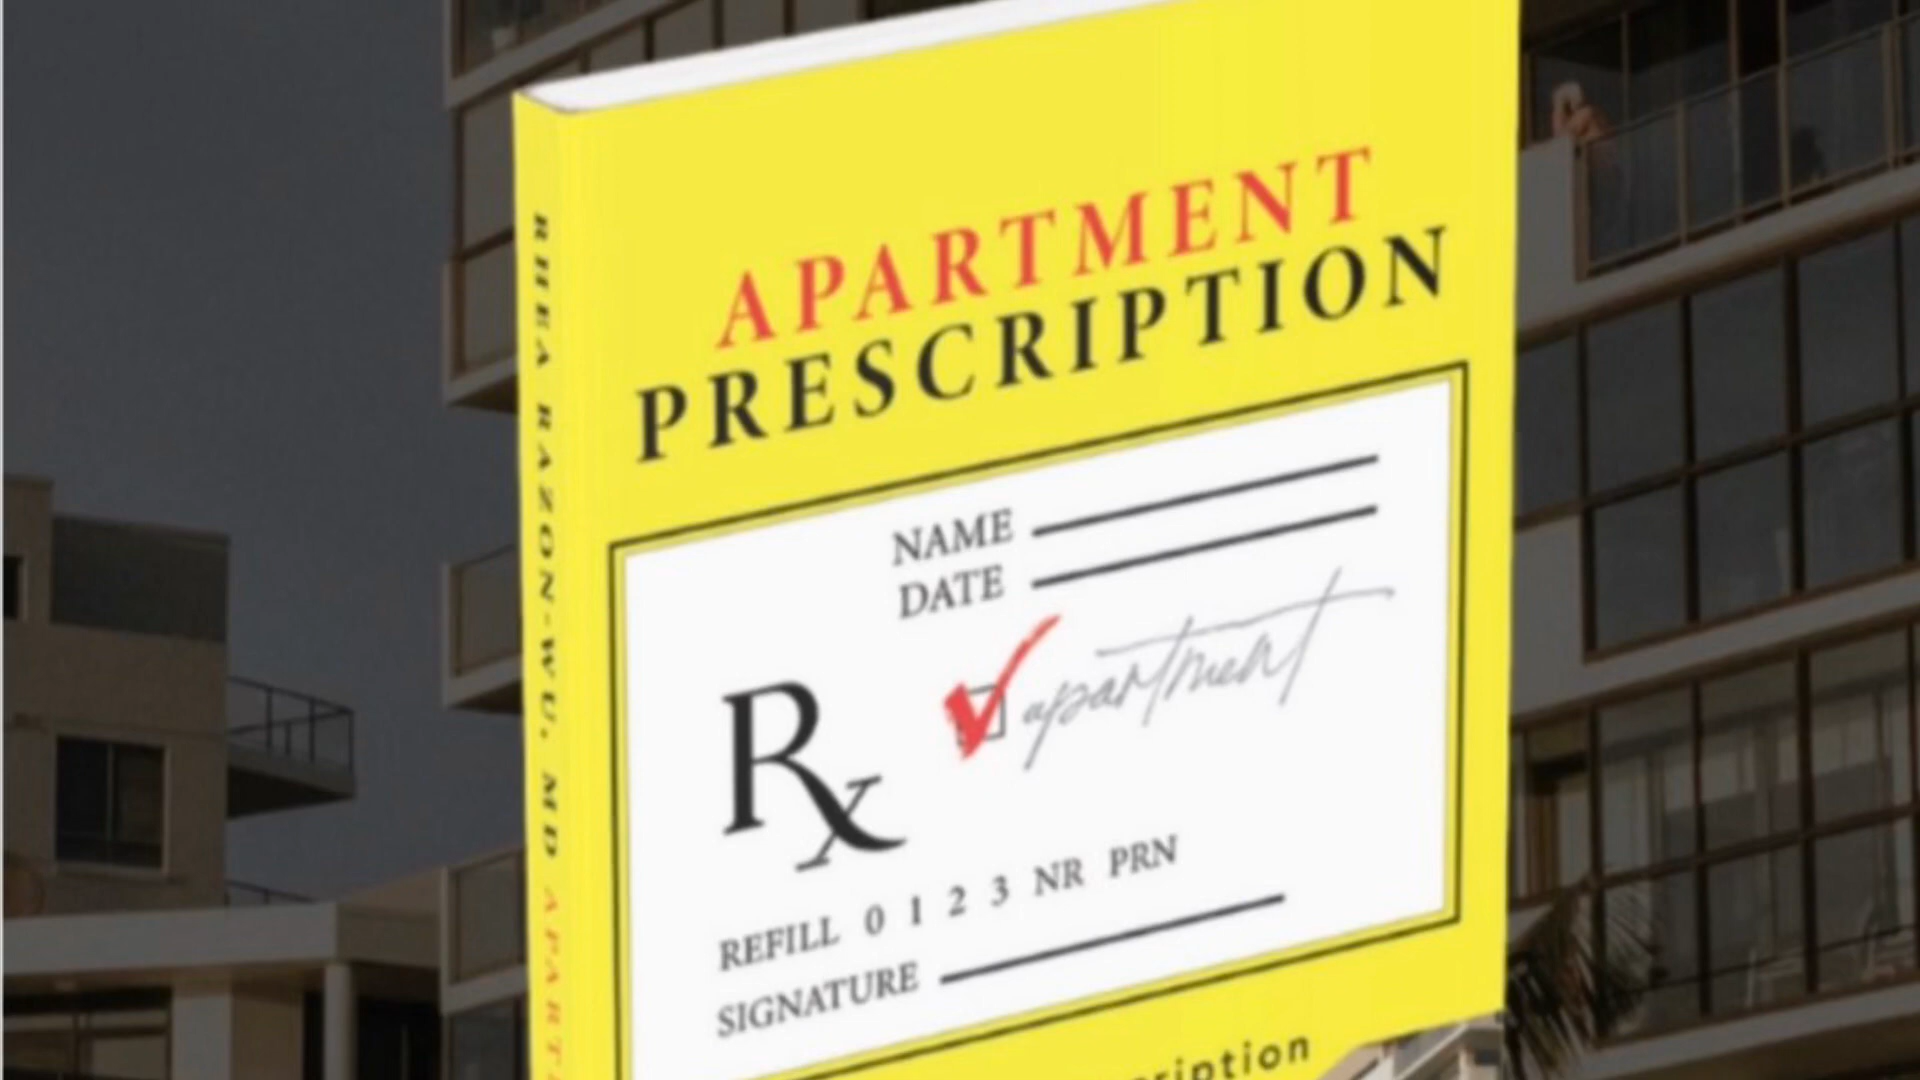 APARTMENT
PRESCRIPTION
NAME
DATE
apartment
Rx
REFILL 0 1 2 3 NR PRN
SIGNATURE
RHEA RAZON-WU, MD